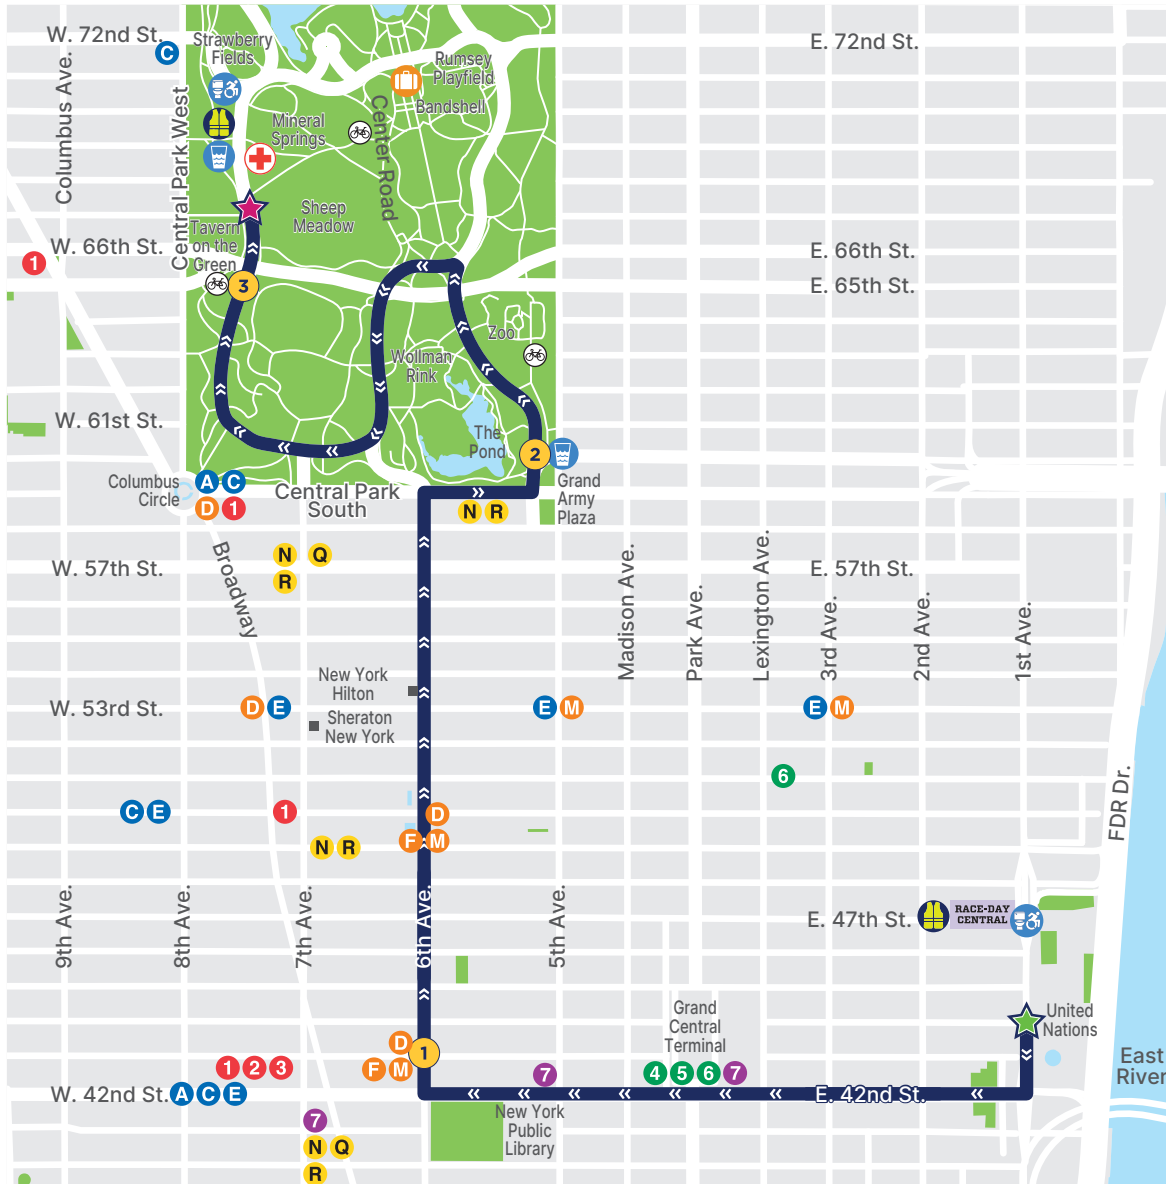 W. 72nd St.
C
Strawberry
Fields
Rumsey
Playfield
Bandshell
E. 72nd St.
Columbus Ave.
Central Park West
Mineral
Springs
Center Road
Sheep
Meadow
Tavern
on the
Green
W. 66th St.
1
3
E. 66th St.
E. 65th St.
Zoo
Wollman
Rink
W. 61st St.
The
Pond
2
Columbus
Circle
A C
D 1
Central Park
South
N R
Grand
Army
Plaza
Broadway
N Q
R
W. 57th St.
E. 57th St.
Madison Ave.
Park Ave.
Lexington Ave.
3rd Ave.
2nd Ave.
1st Ave.
New York
Hilton
W. 53rd St.
D E
Sheraton
New York
E M
E M
6
FDR Dr.
C E
1
D
F M
N R
9th Ave.
8th Ave.
7th Ave.
6th Ave.
5th Ave.
E. 47th St.
RACE-DAY
CENTRAL
Grand
Central
Terminal
United
Nations
D
1
F M
1 2 3
7
4 5 6 7
East
River
W. 42nd St.
A C E
E. 42nd St.
New York
Public
Library
7
N Q
R